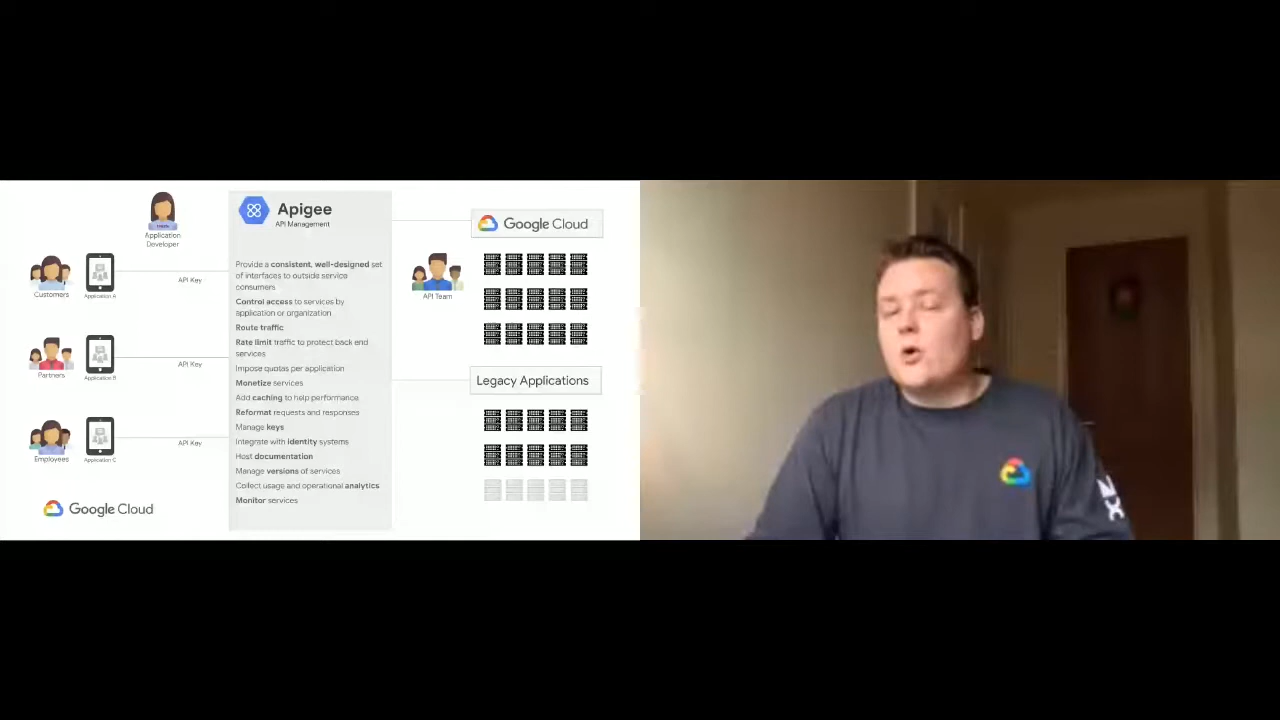 Application
Developer
Customers
Application A
API Key
Partners
Application B
API Key
Employees
Application C
API Key
Google Cloud
Apigee
API Management
Provide a consistent, well-designed set
of interfaces to outside service
consumers
Control access to services by
application or organization
Route traffic
Rate limit traffic to protect back end
services
Impose quotas per application
Monetize services
Add caching to help performance
Reformat requests and responses
Manage keys
Integrate with identity systems
Host documentation
Manage versions of services
Collect usage and operational analytics
Monitor services
API Team
Google Cloud
Legacy Applications